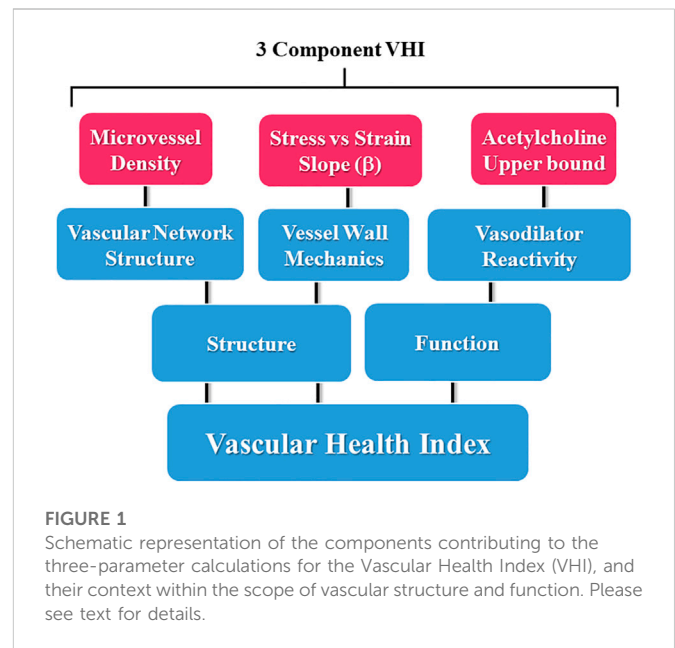 3 Component VHI
Microvessel
Density
Stress vs Strain
Slope (β)
Acetylcholine
Upper bound
Vascular Network
Structure
Vessel Wall
Mechanics
Vasodilator
Reactivity
Structure
Function
Vascular Health Index
FIGURE 1
Schematic representation of the components contributing to the
three-parameter calculations for the Vascular Health Index (VHI), and
their context within the scope of vascular structure and function. Please
see text for details.